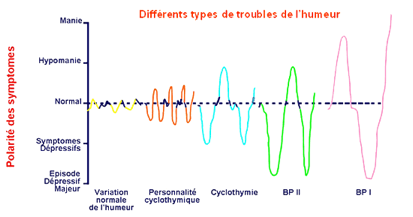 Différents types de troubles de l'humeur
Polarité des symptomes
Manie
Hypomanie
Normal
Symptomes
Dépressifs
Episode
Dépressif
Majeur
Variation
normale
de l'humeur
Personnalité
cyclothymique
Cyclothymie
BP II
BP I